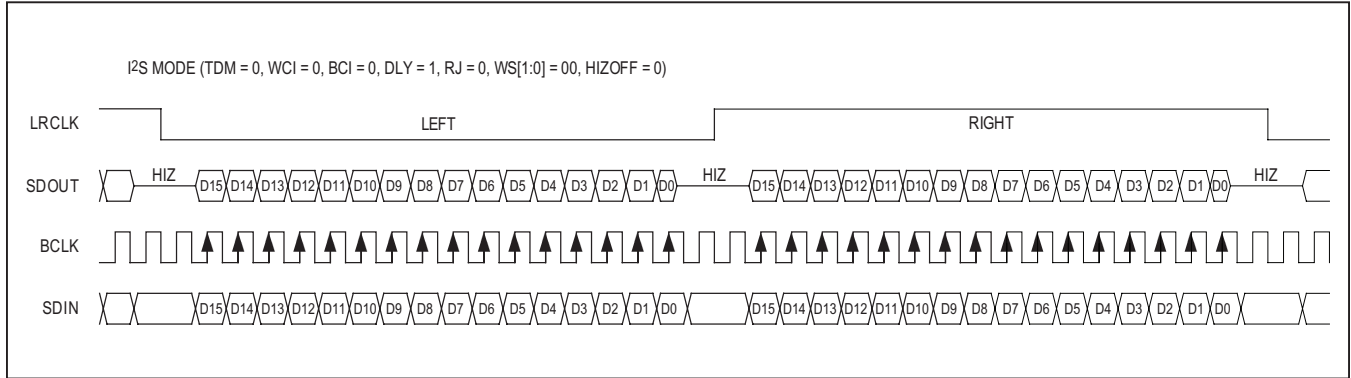 I2S MODE (TDM = 0, WCI = 0, BCI = 0, DLY = 1, RJ = 0, WS[1:0] = 00, HIZOFF = 0)
LRCLK LEFT RIGHT
SDOUT HIZ D15 D14 D13 D12 D11 D10 D9 D8 D7 D6 D5 D4 D3 D2 D1 D0 HIZ D15 D14 D13 D12 D11 D10 D9 D8 D7 D6 D5 D4 D3 D2 D1 D0 HIZ
BCLK
SDIN D15 D14 D13 D12 D11 D10 D9 D8 D7 D6 D5 D4 D3 D2 D1 D0 D15 D14 D13 D12 D11 D10 D9 D8 D7 D6 D5 D4 D3 D2 D1 D0